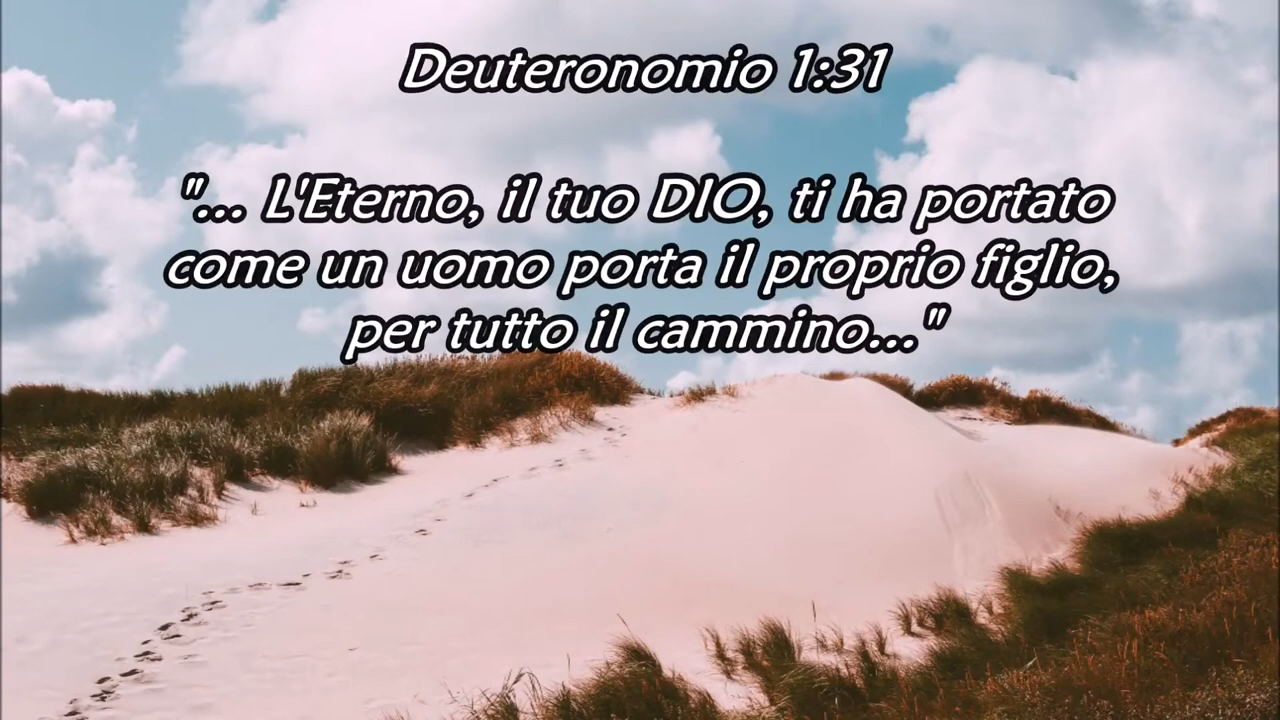 Deuteronomio 1:31
"... L'Eterno, il tuo DIO, ti ha portato
come un uomo porta il proprio figlio,
per tutto il cammino..."